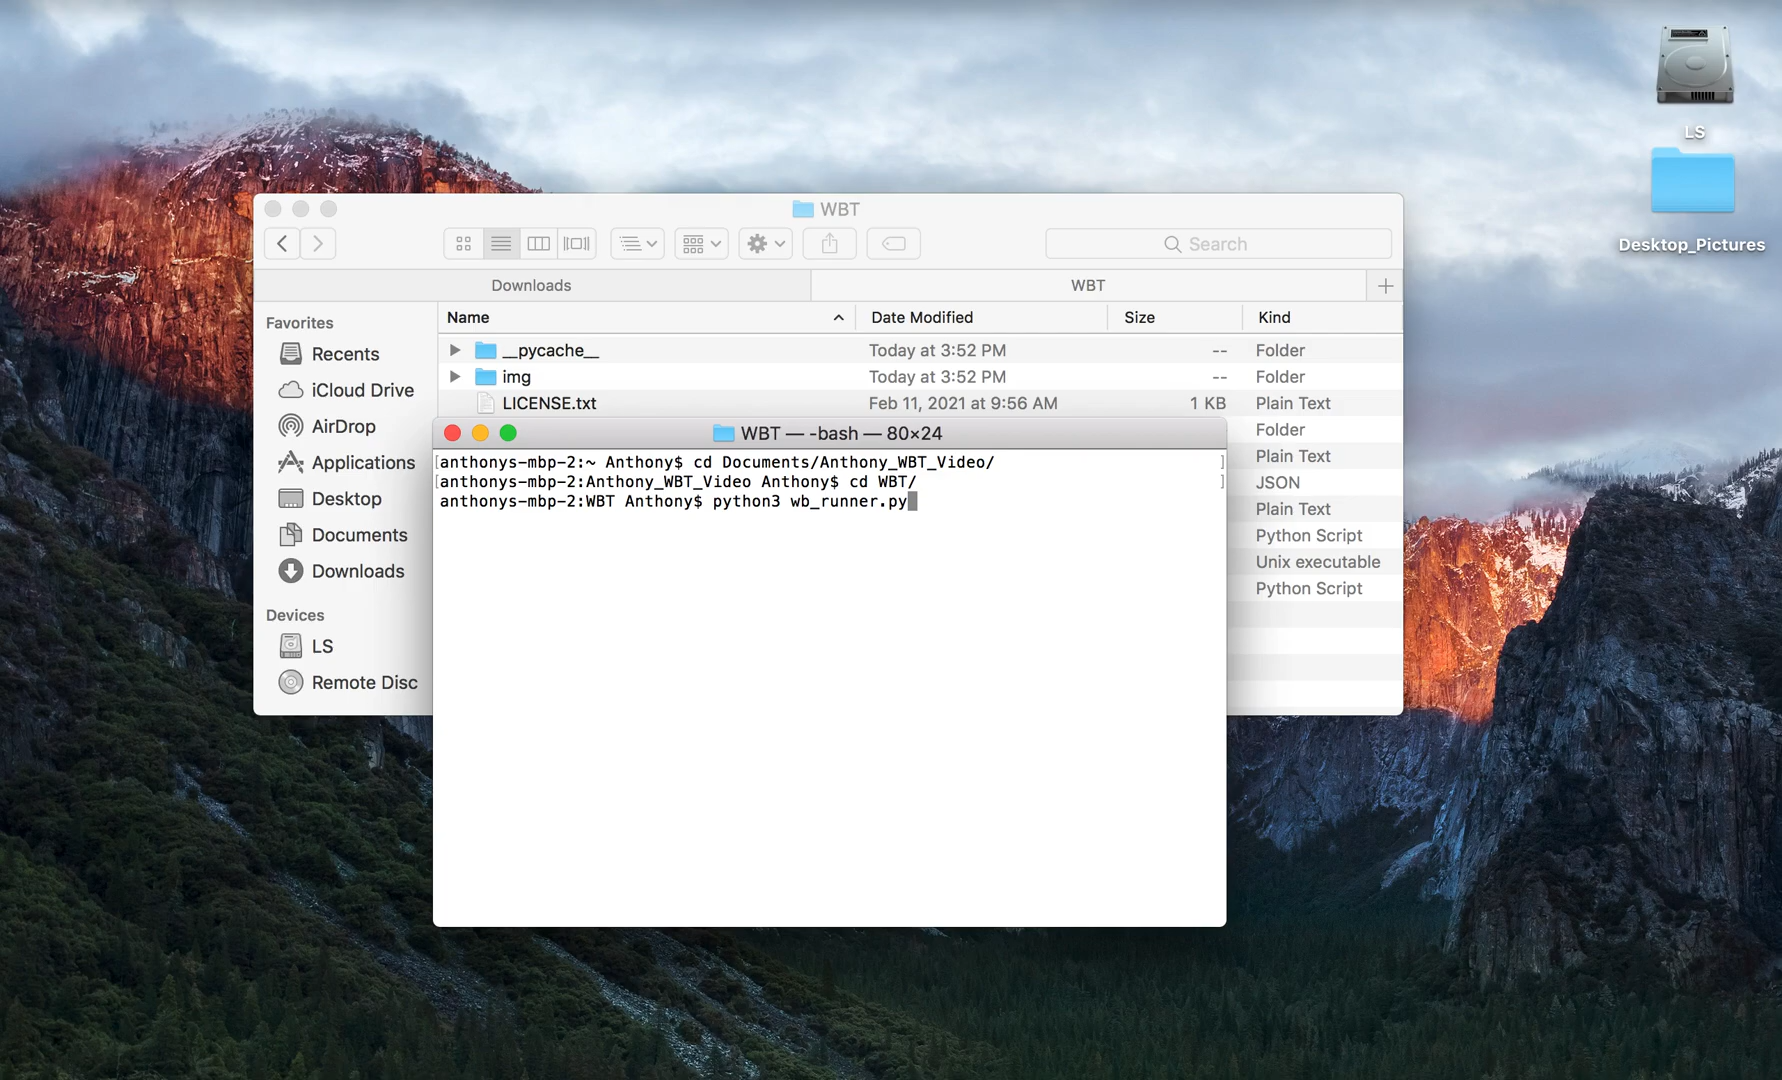 LS
Desktop_Pictures
WBT
Search
Downloads
WBT
Favorites
Recents
iCloud Drive
AirDrop
Applications
Desktop
Documents
Downloads
Devices
LS
Remote Disc
Name Date Modified Size Kind
__pycache__ Today at 3:52 PM -- Folder
img Today at 3:52 PM -- Folder
LICENSE.txt Feb 11, 2021 at 9:56 AM 1 KB Plain Text
Folder
Plain Text
JSON
Plain Text
Python Script
Unix executable
Python Script
WBT — -bash — 80×24
[anthonys-mbp-2:~ Anthony$ cd Documents/Anthony_WBT_Video/ ]
[anthonys-mbp-2:Anthony_WBT_Video Anthony$ cd WBT/ ]
anthonys-mbp-2:WBT Anthony$ python3 wb_runner.py